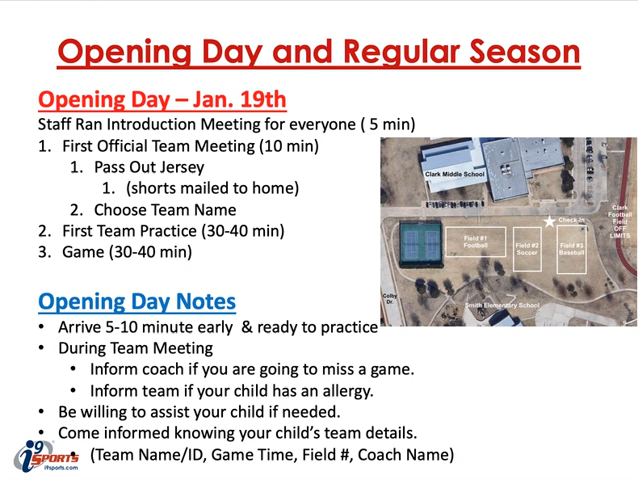 Opening Day and Regular Season
Opening Day – Jan. 19th
Staff Ran Introduction Meeting for everyone ( 5 min)
1. First Official Team Meeting (10 min)
1. Pass Out Jersey
1. (shorts mailed to home)
2. Choose Team Name
2. First Team Practice (30-40 min)
3. Game (30-40 min)
Clark Middle School
Check-in
Clark
Football
Field
OFF
LIMITS
Field #1
Football
Field #2
Soccer
Field #3
Baseball
Colby
Dr
Smith Elementary School
Opening Day Notes
• Arrive 5-10 minute early & ready to practice
• During Team Meeting
• Inform coach if you are going to miss a game.
• Inform team if your child has an allergy.
• Be willing to assist your child if needed.
• Come informed knowing your child's team details.
• (Team Name/ID, Game Time, Field #, Coach Name)
i9 SPORTS
i9sports.com